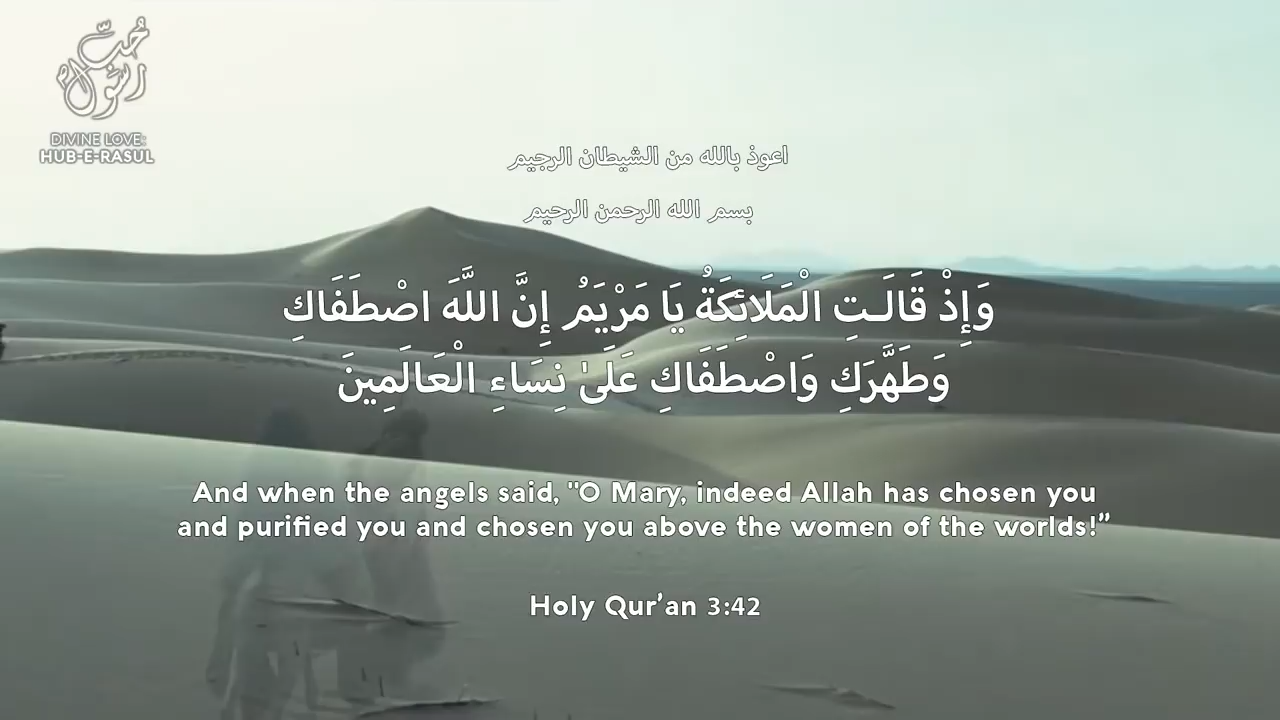 حُبِّ رَسُول
DIVINE LOVE:
HUB-E-RASUL
اعوذ بالله من الشيطان الرجيم
بسم الله الرحمن الرحيم
وَإِذْ قَالَـتِ الْمَلَائِكَةُ يَا مَرْيَمُ إِنَّ اللَّهَ اصْطَفَاكِ
وَطَهَّرَكِ وَاصْطَفَاكِ عَلَىٰ نِسَاءِ الْعَالَمِينَ
And when the angels said, "O Mary, indeed Allah has chosen you
and purified you and chosen you above the women of the worlds!”
Holy Qur’an 3:42